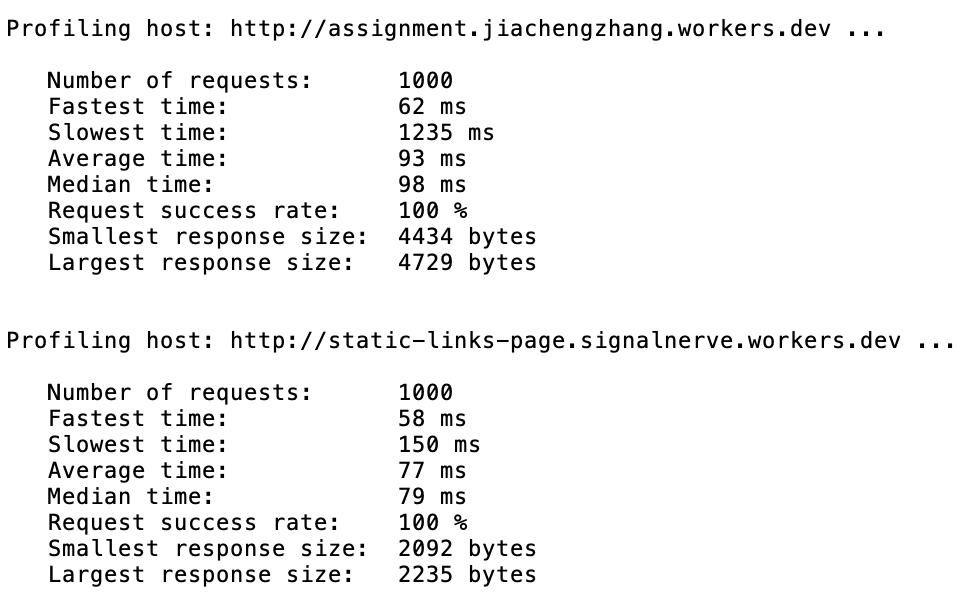 Profiling host: http://assignment.jiachengzhang.workers.dev ...
Number of requests: 1000
Fastest time: 62 ms
Slowest time: 1235 ms
Average time: 93 ms
Median time: 98 ms
Request success rate: 100 %
Smallest response size: 4434 bytes
Largest response size: 4729 bytes
Profiling host: http://static-links-page.signalnerve.workers.dev ...
Number of requests: 1000
Fastest time: 58 ms
Slowest time: 150 ms
Average time: 77 ms
Median time: 79 ms
Request success rate: 100 %
Smallest response size: 2092 bytes
Largest response size: 2235 bytes